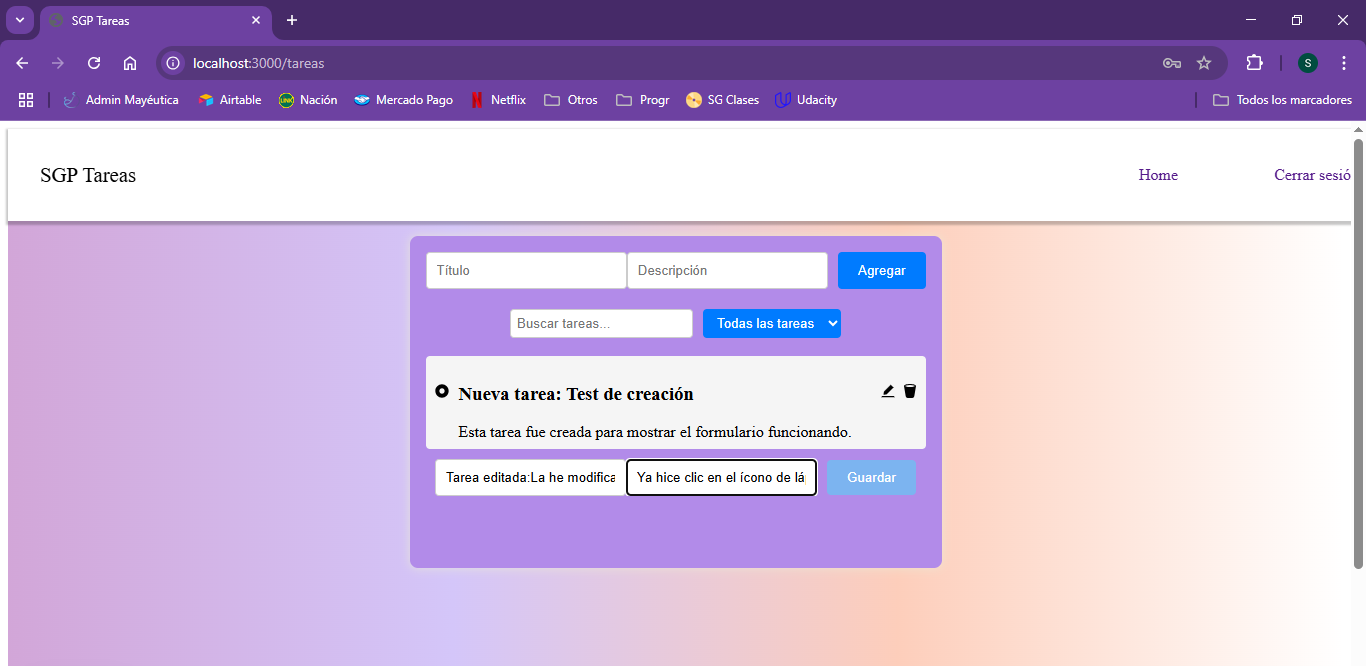 SGP Tareas
localhost:3000/tareas
S
Admin Mayéutica Airtable LINK Nación Mercado Pago Netflix Otros Progr SG Clases Udacity Todos los marcadores
SGP Tareas Home Cerrar sesió
Título Descripción Agregar
Buscar tareas... Todas las tareas
Nueva tarea: Test de creación
Esta tarea fue creada para mostrar el formulario funcionando.
Tarea editada:La he modifica Ya hice clic en el ícono de lá Guardar